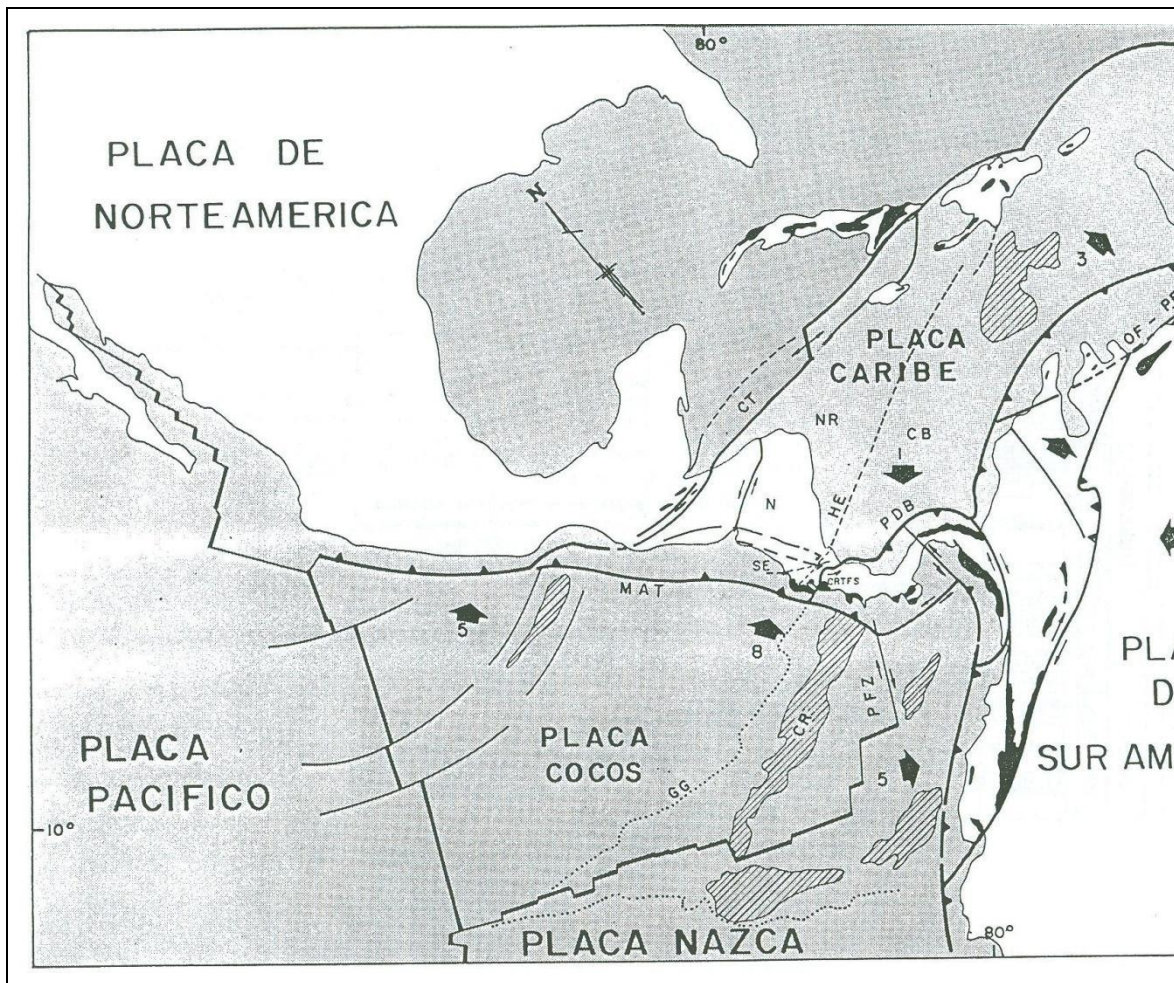 80°
PLACA DE
NORTEAMERICA
N
3
PLACA
CARIBE
OF - P
CT
NR
CB
N
HE
PDB
SE
CRTFS
MAT
5
8
PFZ
CR.
PLACA
COCOS
G.G.
PLACA
PACIFICO
5
PLA
D
SUR AM
10°
PLACA NAZCA
80°